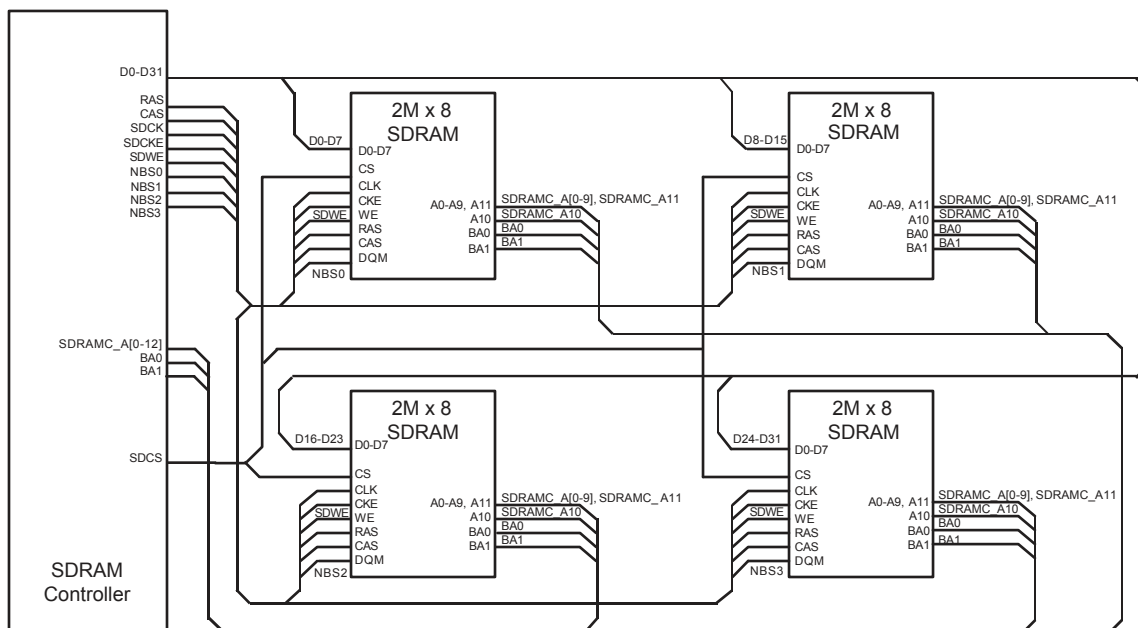 D0-D31
RAS
CAS
SDCK
SDCKE
SDWE
NBS0
NBS1
NBS2
NBS3
SDRAMC_A[0-12]
BA0
BA1
SDCS
SDRAM
Controller
2M x 8
SDRAM
D0-D7
D0-D7
CS
CLK
CKE
SDWE
WE
RAS
CAS
DQM
NBS0
A0-A9, A11
A10
BA0
BA1
SDRAMC_A[0-9], SDRAMC_A11
SDRAMC_A10
BA0
BA1
2M x 8
SDRAM
D8-D15
D0-D7
CS
CLK
CKE
SDWE
WE
RAS
CAS
DQM
NBS1
A0-A9, A11
A10
BA0
BA1
SDRAMC_A[0-9], SDRAMC_A11
SDRAMC_A10
BA0
BA1
2M x 8
SDRAM
D16-D23
D0-D7
CS
CLK
CKE
SDWE
WE
RAS
CAS
DQM
NBS2
A0-A9, A11
A10
BA0
BA1
SDRAMC_A[0-9], SDRAMC_A11
SDRAMC_A10
BA0
BA1
2M x 8
SDRAM
D24-D31
D0-D7
CS
CLK
CKE
SDWE
WE
RAS
CAS
DQM
NBS3
A0-A9, A11
A10
BA0
BA1
SDRAMC_A[0-9], SDRAMC_A11
SDRAMC_A10
BA0
BA1